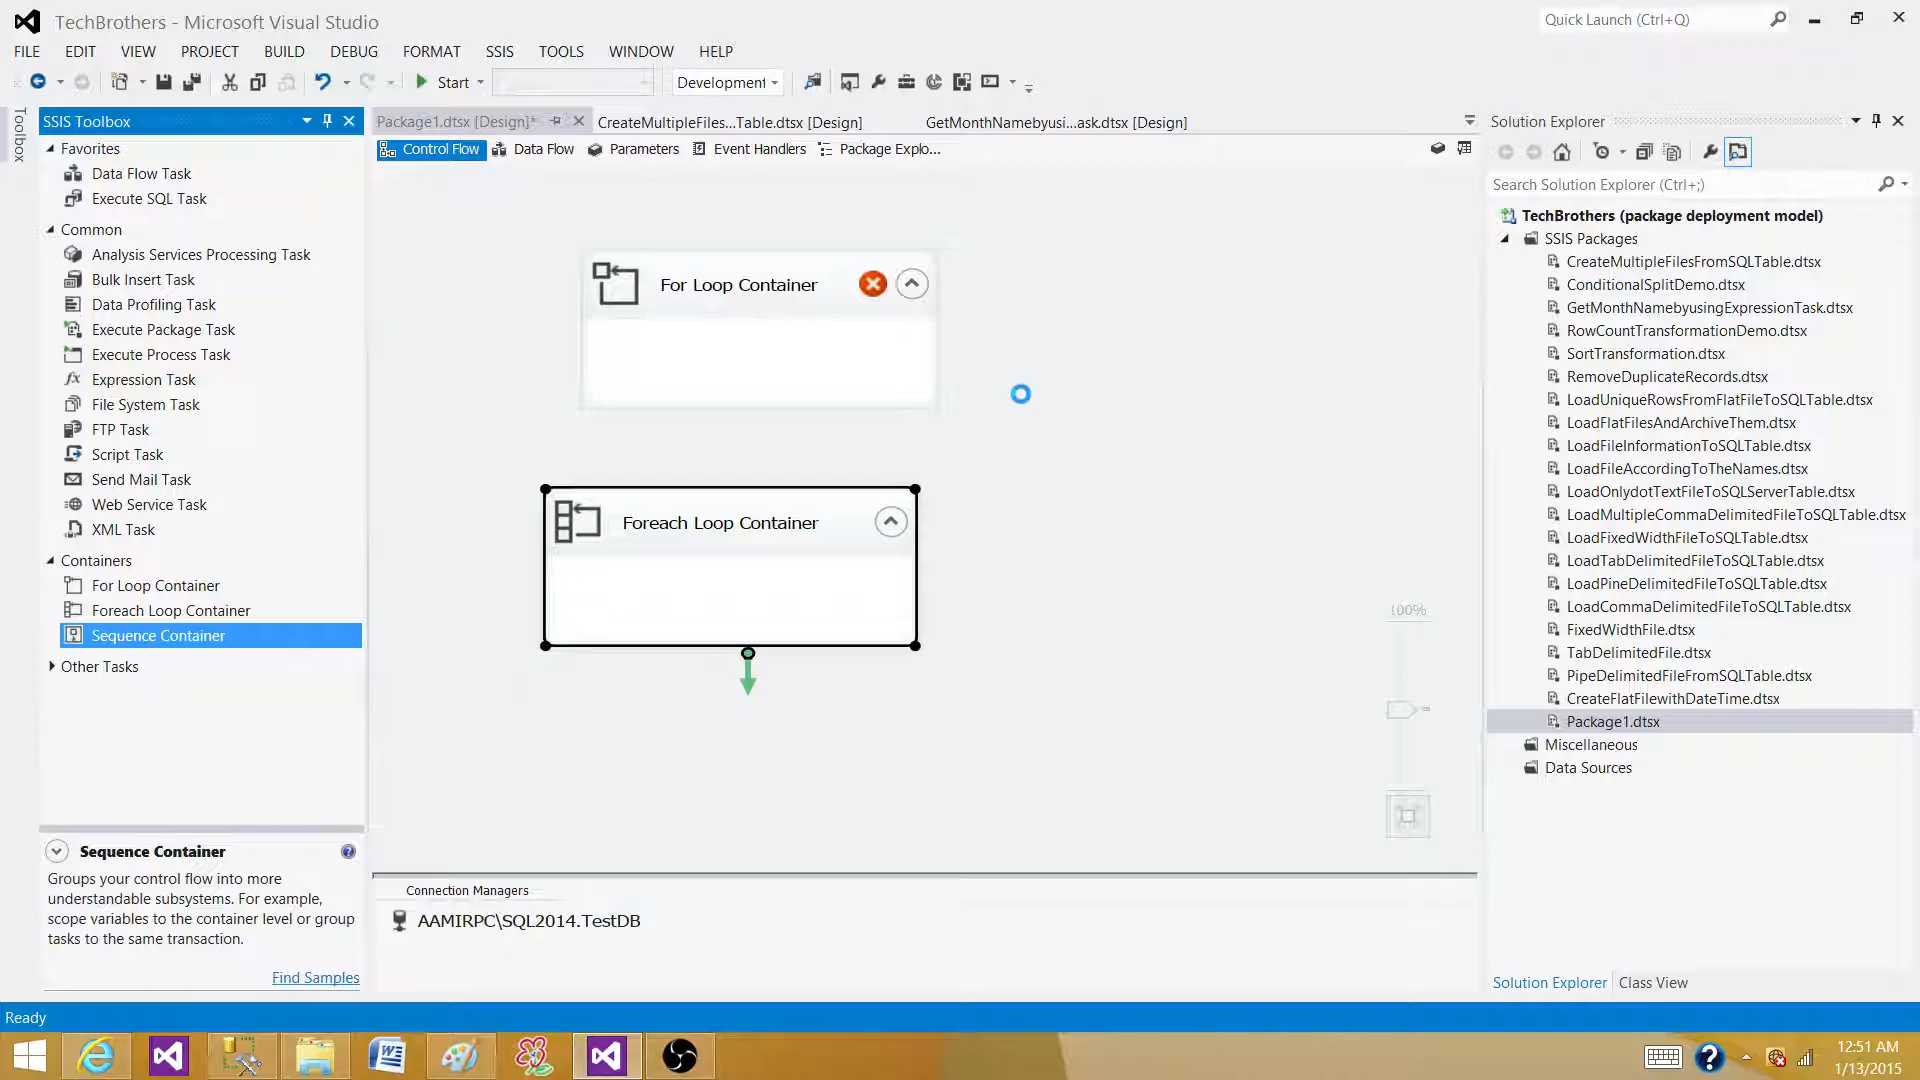 TechBrothers - Microsoft Visual Studio
Quick Launch (Ctrl+Q)
FILE EDIT VIEW PROJECT BUILD DEBUG FORMAT SSIS TOOLS WINDOW HELP
Start
Development
Toolbox
SSIS Toolbox
Favorites
Data Flow Task
Execute SQL Task
Common
Analysis Services Processing Task
Bulk Insert Task
Data Profiling Task
Execute Package Task
Execute Process Task
Expression Task
File System Task
FTP Task
Script Task
Send Mail Task
Web Service Task
XML Task
Containers
For Loop Container
Foreach Loop Container
Sequence Container
Other Tasks
Sequence Container
Groups your control flow into more
understandable subsystems. For example,
scope variables to the container level or group
tasks to the same transaction.
Find Samples
Package1.dtsx [Design]* CreateMultipleFiles...Table.dtsx [Design] GetMonthNamebyusi...ask.dtsx [Design]
Control Flow Data Flow Parameters Event Handlers Package Explo...
For Loop Container
Foreach Loop Container
100%
Connection Managers
AAMIRPC\SQL2014.TestDB
Solution Explorer
Search Solution Explorer (Ctrl+;)
TechBrothers (package deployment model)
SSIS Packages
CreateMultipleFilesFromSQLTable.dtsx
ConditionalSplitDemo.dtsx
GetMonthNamebyusingExpressionTask.dtsx
RowCountTransformationDemo.dtsx
SortTransformation.dtsx
RemoveDuplicateRecords.dtsx
LoadUniqueRowsFromFlatFileToSQLTable.dtsx
LoadFlatFilesAndArchiveThem.dtsx
LoadFileInformationToSQLTable.dtsx
LoadFileAccordingToTheNames.dtsx
LoadOnlydotTextFileToSQLServerTable.dtsx
LoadMultipleCommaDelimitedFileToSQLTable.dtsx
LoadFixedWidthFileToSQLTable.dtsx
LoadTabDelimitedFileToSQLTable.dtsx
LoadPineDelimitedFileToSQLTable.dtsx
LoadCommaDelimitedFileToSQLTable.dtsx
FixedWidthFile.dtsx
TabDelimitedFile.dtsx
PipeDelimitedFileFromSQLTable.dtsx
CreateFlatFilewithDateTime.dtsx
Package1.dtsx
Miscellaneous
Data Sources
Solution Explorer Class View
Ready
12:51 AM
1/13/2015